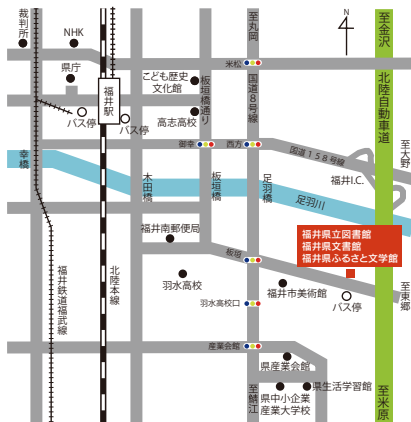 裁判所
NHK
県庁
福井駅
バス停
バス停
こども歴史
文化館
高志高校
板垣橋通り
至丸岡
国道8号線
米松
N
至金沢
北陸自動車道
御幸
西方
国道158号線
至大野
福井I.C.
幸橋
木田橋
板垣橋
足羽橋
足羽川
福井県立図書館
福井県文書館
福井県ふるさと文学館
福井南郵便局
板垣
羽水高校
福井市美術館
バス停
至東郷
羽水高校口
福井鉄道福武線
北陸本線
産業会館
県産業会館
県生活学習館
県中小企業
産業大学校
至鯖江
至米原